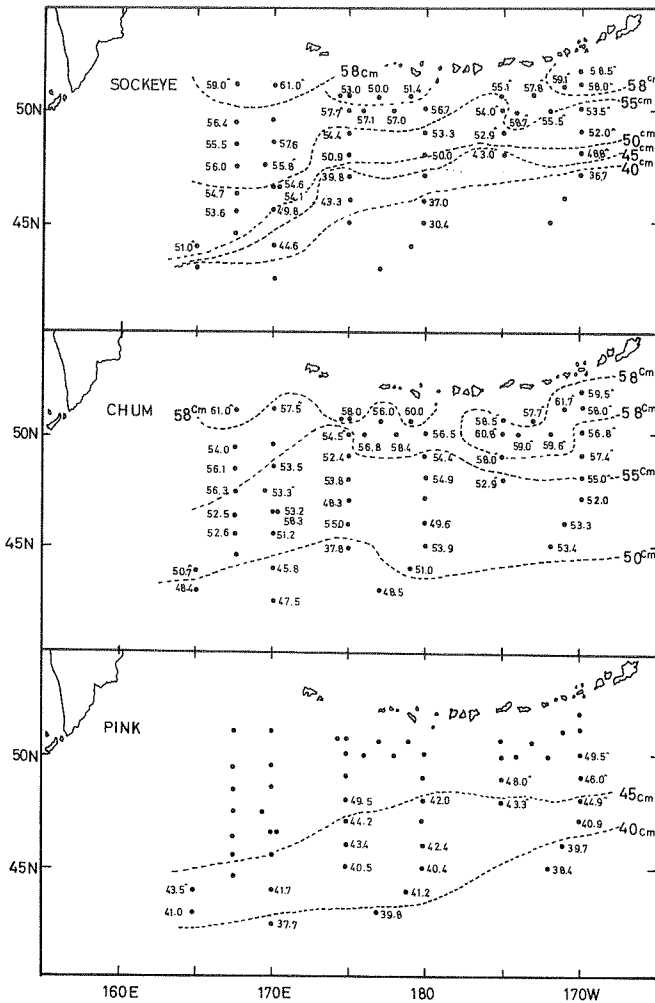 58cm
59.0^ 61.0^ 53.0 50.0 51.4 55.1^ 57.8 59.1^ 58.5^
SOCKEYE 58.0^ 58cm
50N 57.7^ 57.1 57.0 56.7 54.0^ 58.7 55.5^ 53.5^ 55cm
56.4 54.4 53.3 52.9^ 52.0^ 50cm
55.5 57.6 50.9 50.0 43.0^ 48.8^ 45cm
56.0 55.8^ 39.8 36.7 40cm
54.7 54.6
54.1
53.6 49.8 43.3 37.0
45N 30.4
51.0^ 44.6
58cm
CHUM 58cm 61.0^ 57.5 58.0 56.0 60.0 58.5^ 57.7 61.7 59.5^
58.0^ 58cm
50N 54.5^ 56.8 58.4 56.5 60.6^ 59.0^ 59.6^ 56.8^
54.0 52.4 54.4 58.0 57.4^
56.1 53.5 53.8 54.9 52.9^ 55.0^ 55cm
56.3 53.3^ 48.3 52.0
52.5 53.2
58.3 55.0 49.6 53.3
52.6 51.2
45N 37.8 53.9 53.4 50cm
50.7^ 45.8 51.0
48.4 47.5 48.5
PINK
50N 49.5^
48.0^ 46.0^
49.5 42.0 43.3^ 44.9^ 45cm
44.2 40.9 40cm
43.4 42.4 39.7
45N 40.5 40.4 38.4
43.5^ 41.7 41.2
41.0 37.7 39.8
160E 170E 180 170W